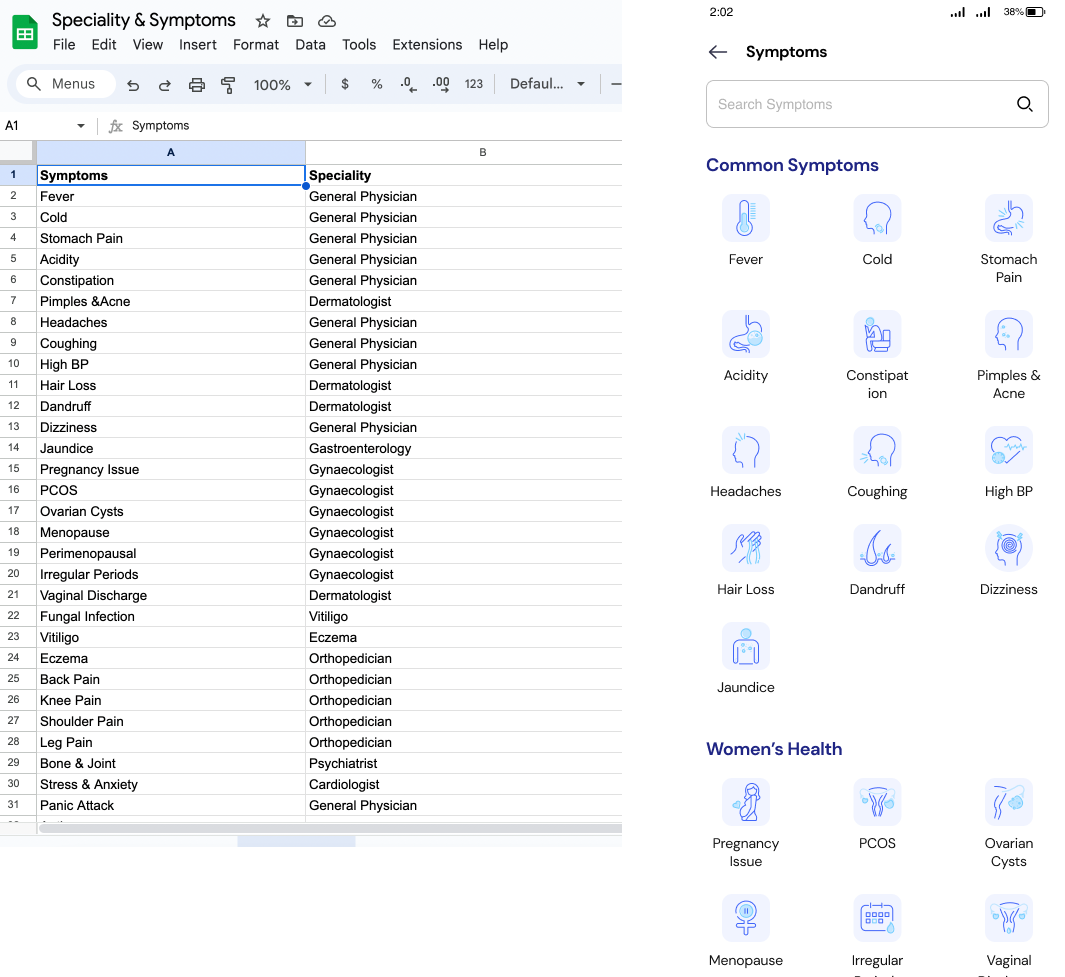 Speciality & Symptoms
File Edit View Insert Format Data Tools Extensions Help
Menus 100% $ % .0 .00 123 Defaul...
A1 fx Symptoms
A B
1 Symptoms Speciality
2 Fever General Physician
3 Cold General Physician
4 Stomach Pain General Physician
5 Acidity General Physician
6 Constipation General Physician
7 Pimples &Acne Dermatologist
8 Headaches General Physician
9 Coughing General Physician
10 High BP General Physician
11 Hair Loss Dermatologist
12 Dandruff Dermatologist
13 Dizziness General Physician
14 Jaundice Gastroenterology
15 Pregnancy Issue Gynaecologist
16 PCOS Gynaecologist
17 Ovarian Cysts Gynaecologist
18 Menopause Gynaecologist
19 Perimenopausal Gynaecologist
20 Irregular Periods Gynaecologist
21 Vaginal Discharge Dermatologist
22 Fungal Infection Vitiligo
23 Vitiligo Eczema
24 Eczema Orthopedician
25 Back Pain Orthopedician
26 Knee Pain Orthopedician
27 Shoulder Pain Orthopedician
28 Leg Pain Orthopedician
29 Bone & Joint Psychiatrist
30 Stress & Anxiety Cardiologist
31 Panic Attack General Physician
2:02 38%
Symptoms
Search Symptoms
Common Symptoms
Fever Cold Stomach
Pain
Acidity Constipat Pimples &
ion Acne
Headaches Coughing High BP
Hair Loss Dandruff Dizziness
Jaundice
Women's Health
Pregnancy PCOS Ovarian
Issue Cysts
Menopause Irregular Vaginal